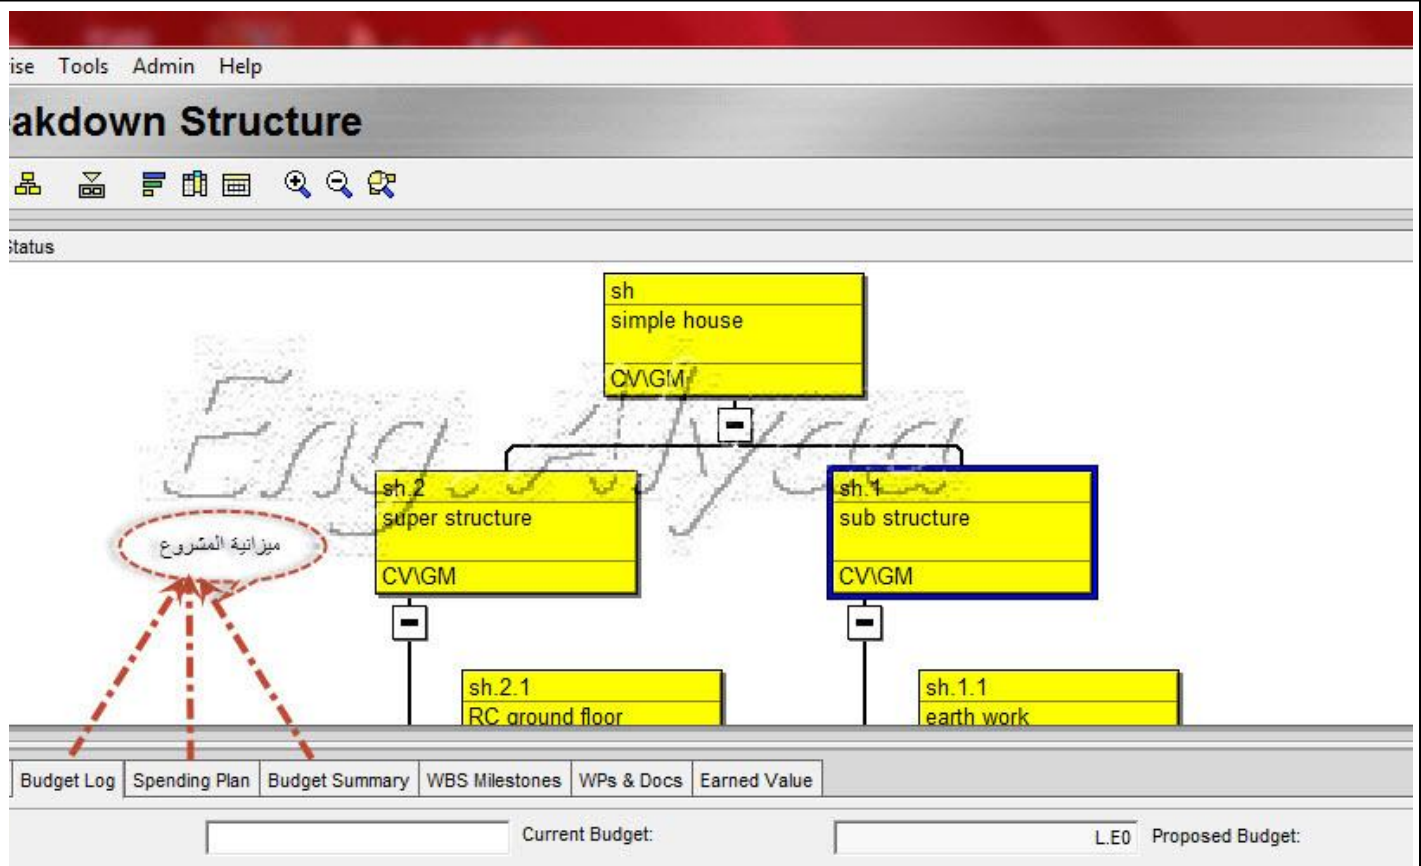 ise Tools Admin Help
akdown Structure
Status
sh
simple house
CV\GM
sh.2
super structure
CV\GM
sh.1
sub structure
CV\GM
ميزانية المشروع
sh.2.1
RC ground floor
sh.1.1
earth work
Budget Log Spending Plan Budget Summary WBS Milestones WPs & Docs Earned Value
Current Budget: L.E0 Proposed Budget: